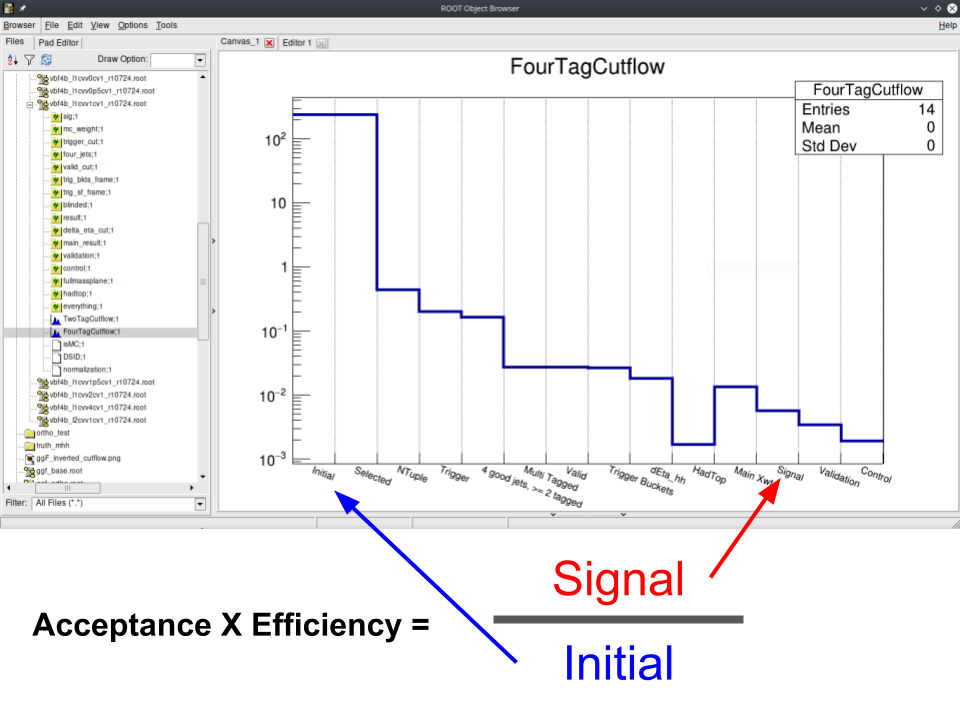 ROOT Object Browser
Browser File Edit View Options Tools Help
Files Pad Editor Canvas_1 Editor 1
Draw Option:
vbf4b_l1cvv0cv1_r10724.root
vbf4b_l1cvv0p5cv1_r10724.root
vbf4b_l1cvv1cv1_r10724.root
sig;1
mc_weight;1
trigger_cut;1
four_jets;1
valid_cut;1
trig_bkts_frame;1
trig_sf_frame;1
blinded;1
result;1
delta_eta_cut;1
main_result;1
validation;1
control;1
fullmassplane;1
hadtop;1
everything;1
TwoTagCutflow;1
FourTagCutflow;1
isMC;1
DSID;1
normalization;1
vbf4b_l1cvv1p5cv1_r10724.root
vbf4b_l1cvv2cv1_r10724.root
vbf4b_l1cvv4cv1_r10724.root
vbf4b_l2cvv1cv1_r10724.root
ortho_test
truth_mhh
ggF_inverted_cutflow.png
ggf_base.root
Filter: All Files (*.*)
FourTagCutflow
FourTagCutflow
Entries 14
Mean 0
Std Dev 0
10²
10
1
10⁻¹
10⁻²
10⁻³
Initial
Selected
NTuple
Trigger
4 good jets, >= 2 tagged
Multi Tagged
Valid
Trigger Buckets
dEta_hh
HadTop
Main Xwt
Signal
Validation
Control
Signal
Acceptance X Efficiency =
Initial